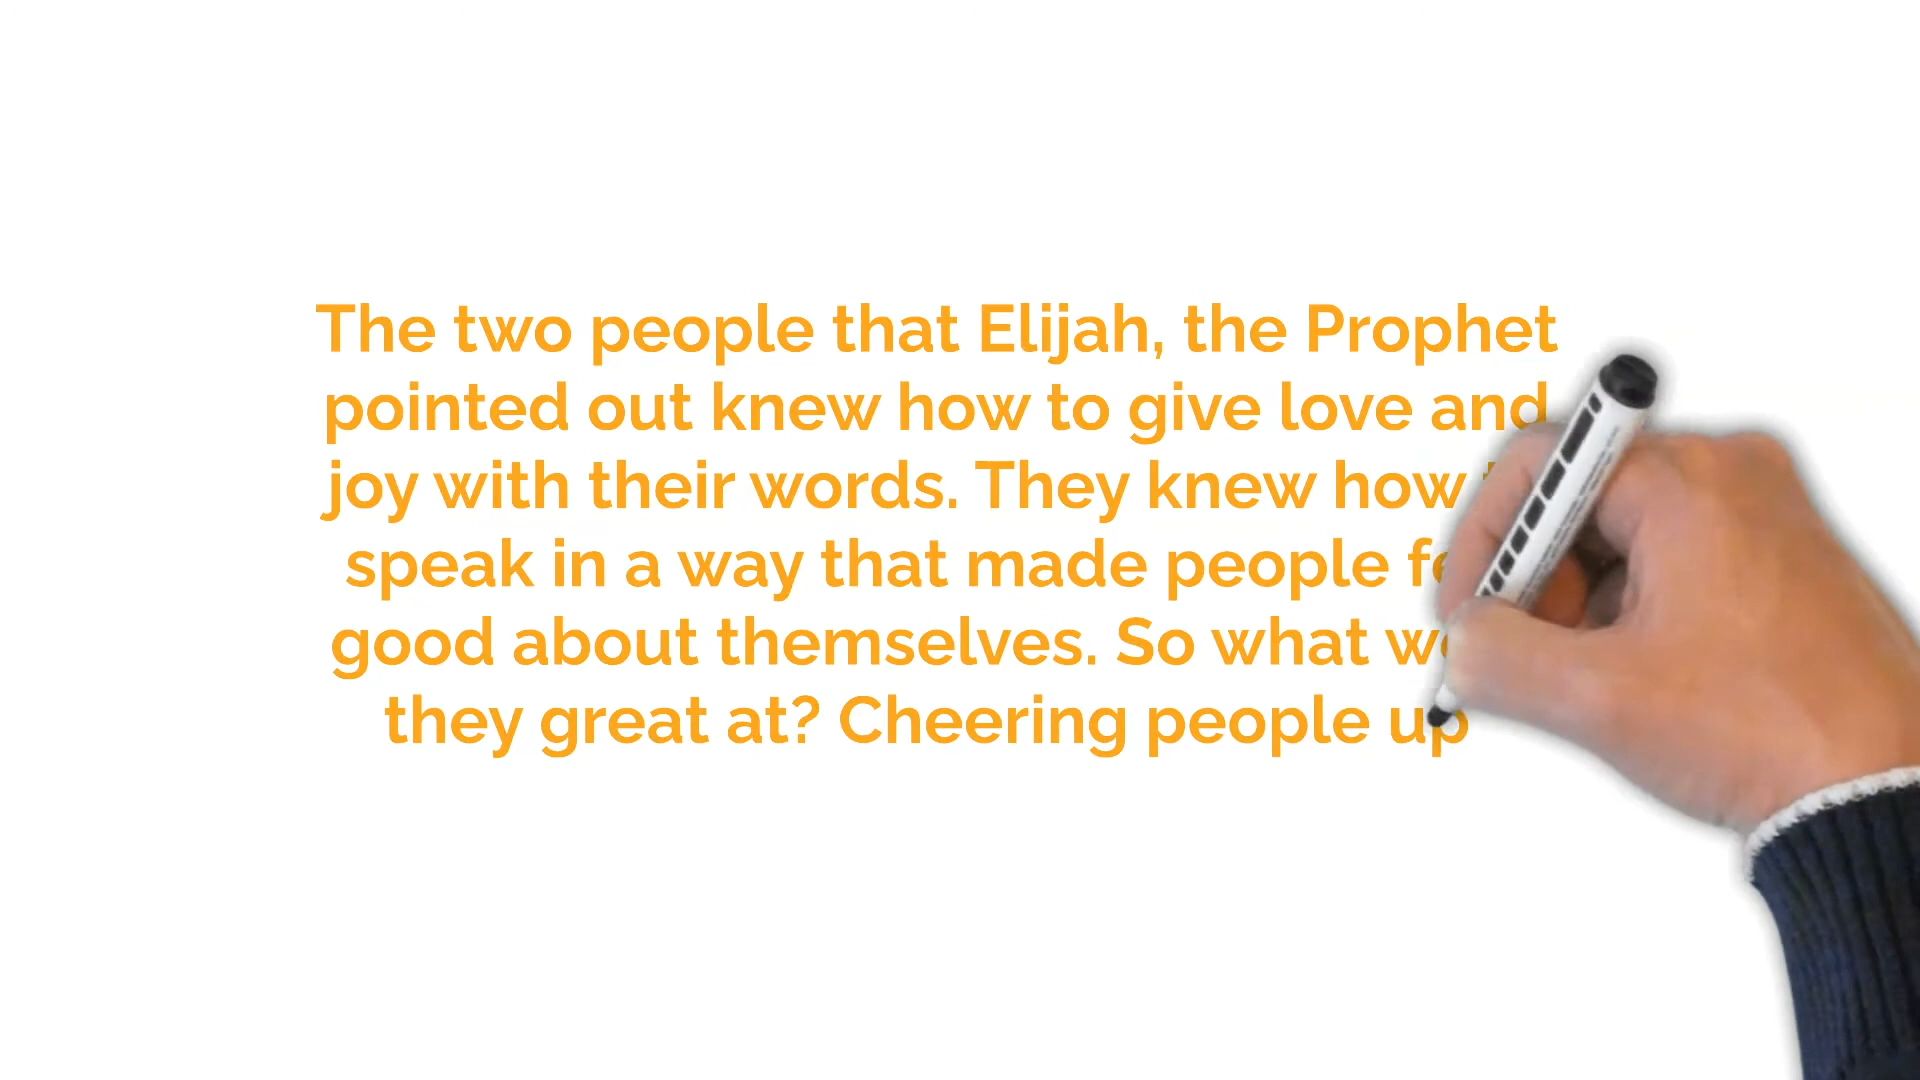 The two people that Elijah, the Prophet
pointed out knew how to give love and
joy with their words. They knew how
speak in a way that made people
good about themselves. So what
they great at? Cheering people up